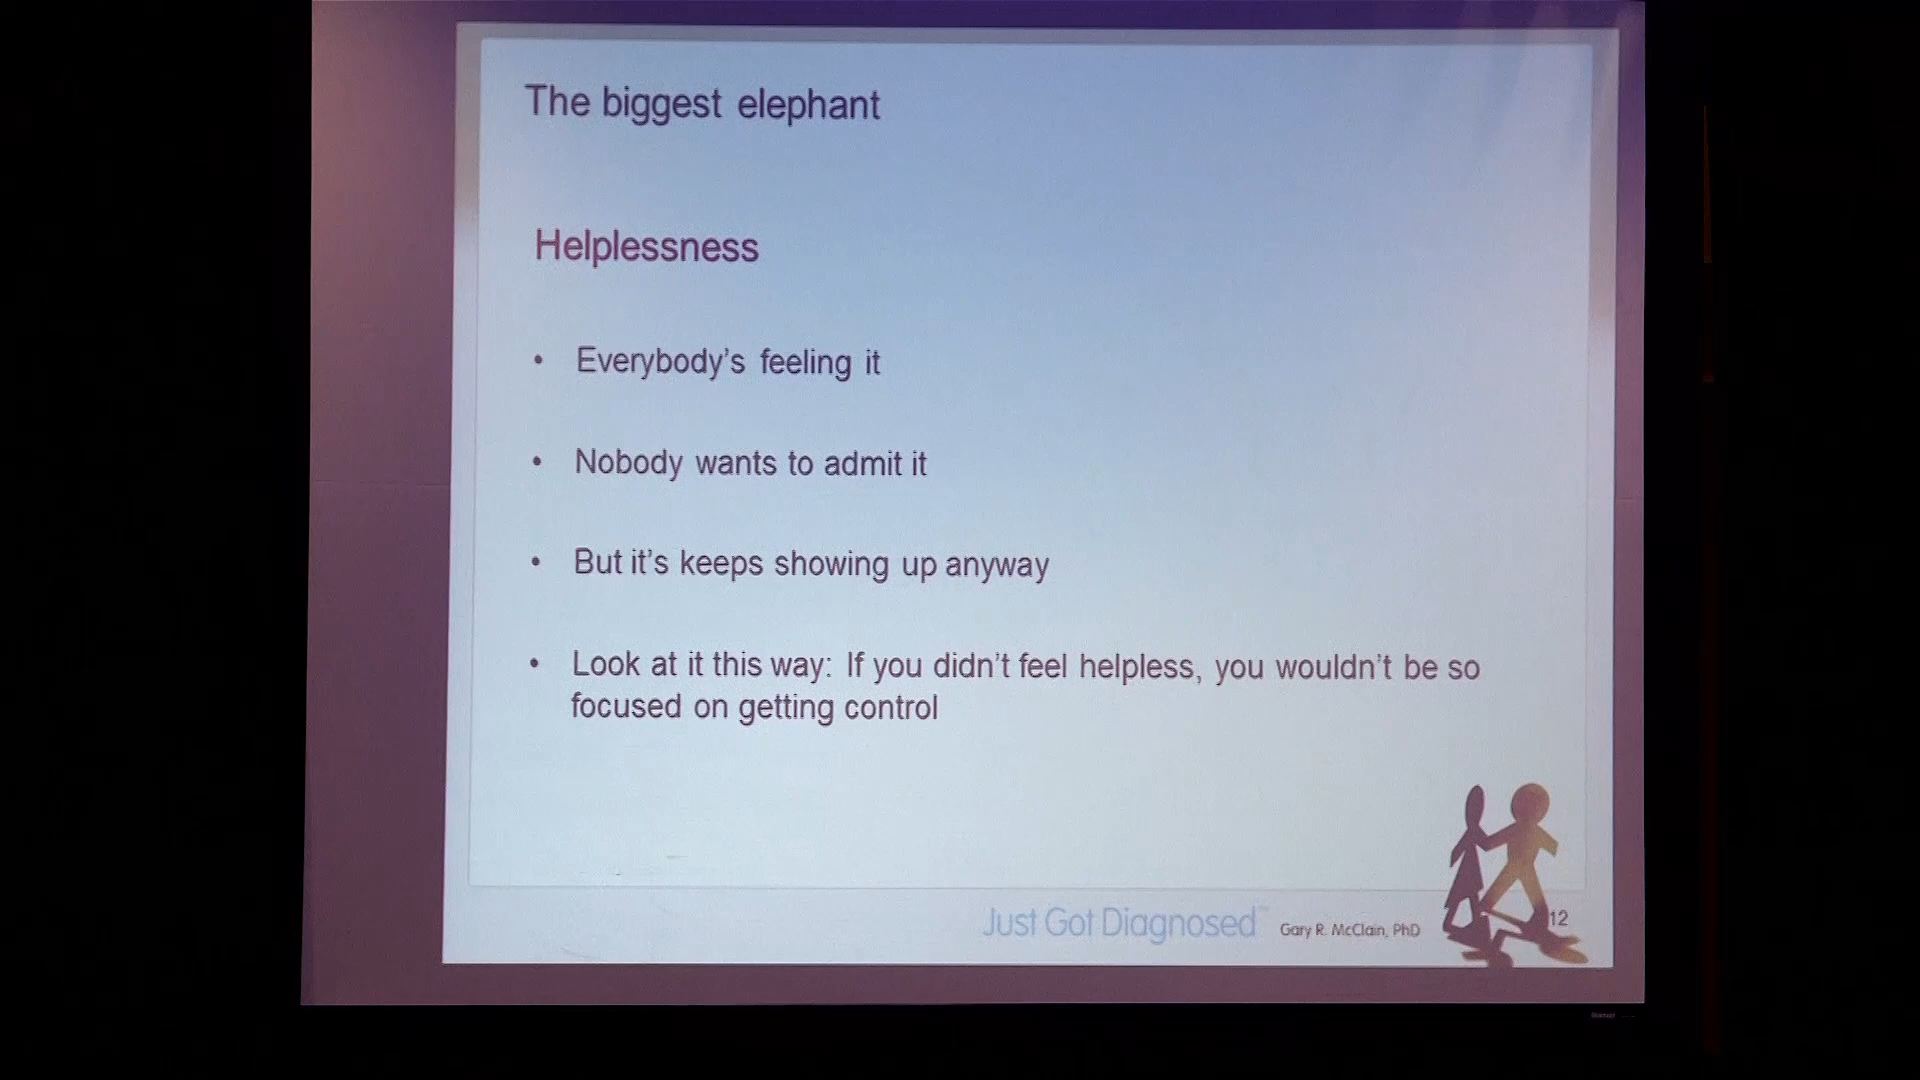 The biggest elephant
Helplessness
• Everybody's feeling it
• Nobody wants to admit it
• But it's keeps showing up anyway
• Look at it this way: If you didn't feel helpless, you wouldn't be so
focused on getting control
Just Got Diagnosed™ Gary R. McClain, PhD 12